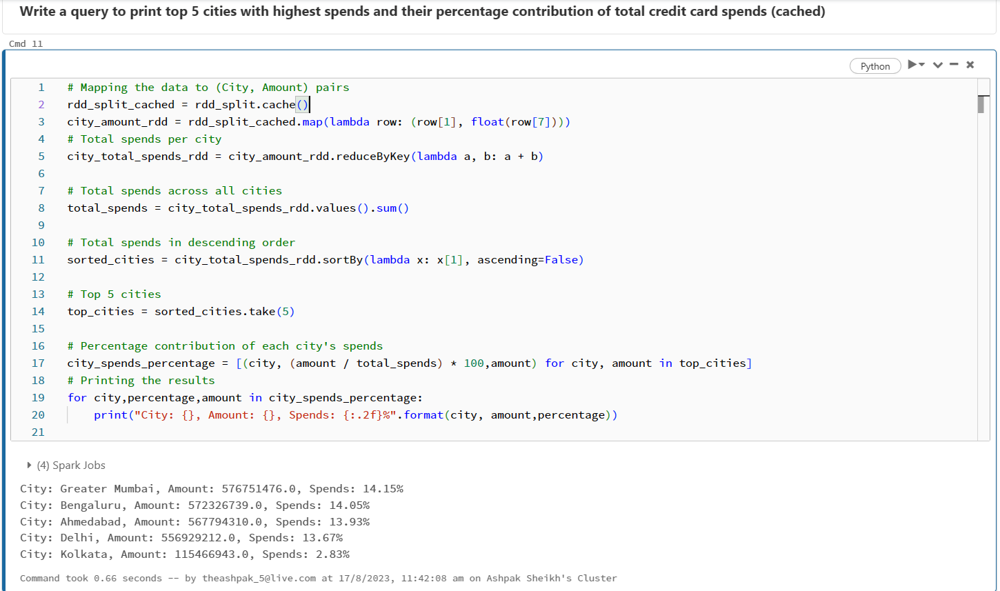 Write a query to print top 5 cities with highest spends and their percentage contribution of total credit card spends (cached)
Cmd 11
Python
1 # Mapping the data to (City, Amount) pairs
2 rdd_split_cached = rdd_split.cache()
3 city_amount_rdd = rdd_split_cached.map(lambda row: (row[1], float(row[7])))
4 # Total spends per city
5 city_total_spends_rdd = city_amount_rdd.reduceByKey(lambda a, b: a + b)
6
7 # Total spends across all cities
8 total_spends = city_total_spends_rdd.values().sum()
9
10 # Total spends in descending order
11 sorted_cities = city_total_spends_rdd.sortBy(lambda x: x[1], ascending=False)
12
13 # Top 5 cities
14 top_cities = sorted_cities.take(5)
15
16 # Percentage contribution of each city's spends
17 city_spends_percentage = [(city, (amount / total_spends) * 100,amount) for city, amount in top_cities]
18 # Printing the results
19 for city,percentage,amount in city_spends_percentage:
20     print("City: {}, Amount: {}, Spends: {:.2f}%".format(city, amount,percentage))
21
(4) Spark Jobs
City: Greater Mumbai, Amount: 576751476.0, Spends: 14.15%
City: Bengaluru, Amount: 572326739.0, Spends: 14.05%
City: Ahmedabad, Amount: 567794310.0, Spends: 13.93%
City: Delhi, Amount: 556929212.0, Spends: 13.67%
City: Kolkata, Amount: 115466943.0, Spends: 2.83%
Command took 0.66 seconds -- by theashpak_5@live.com at 17/8/2023, 11:42:08 am on Ashpak Sheikh's Cluster